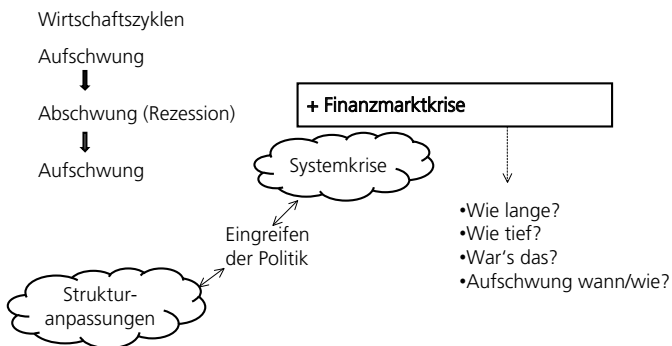 Wirtschaftszyklen
Aufschwung
Abschwung (Rezession)
Aufschwung
+ Finanzmarktkrise
Systemkrise
Eingreifen
der Politik
Struktur-
anpassungen
•Wie lange?
•Wie tief?
•War's das?
•Aufschwung wann/wie?